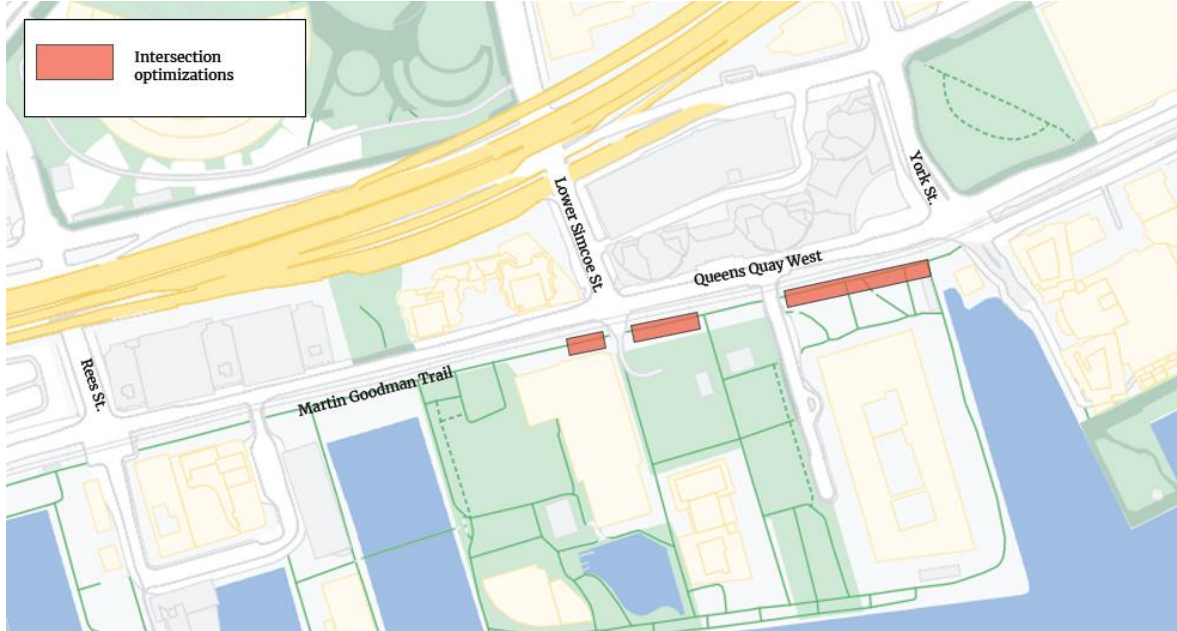 Intersection
optimizations
Lower Simcoe St.
York St.
Queens Quay West
Rees St.
Martin Goodman Trail